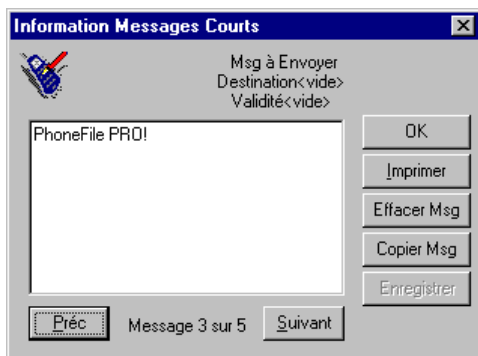 Information Messages Courts
Msg à Envoyer
Destination<vide>
Validité<vide>
PhoneFile PRO!
OK
Imprimer
Effacer Msg
Copier Msg
Enregistrer
Préc
Message 3 sur 5
Suivant